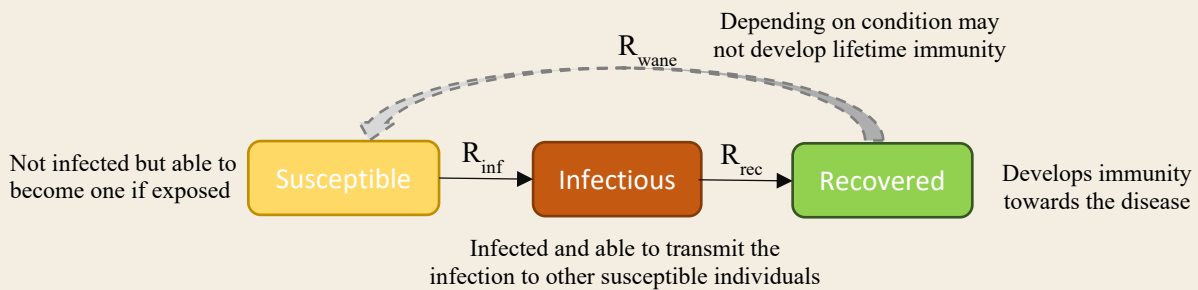 Depending on condition may
not develop lifetime immunity
R_wane
Not infected but able to
become one if exposed
Susceptible
R_inf
Infectious
R_rec
Recovered
Develops immunity
towards the disease
Infected and able to transmit the
infection to other susceptible individuals